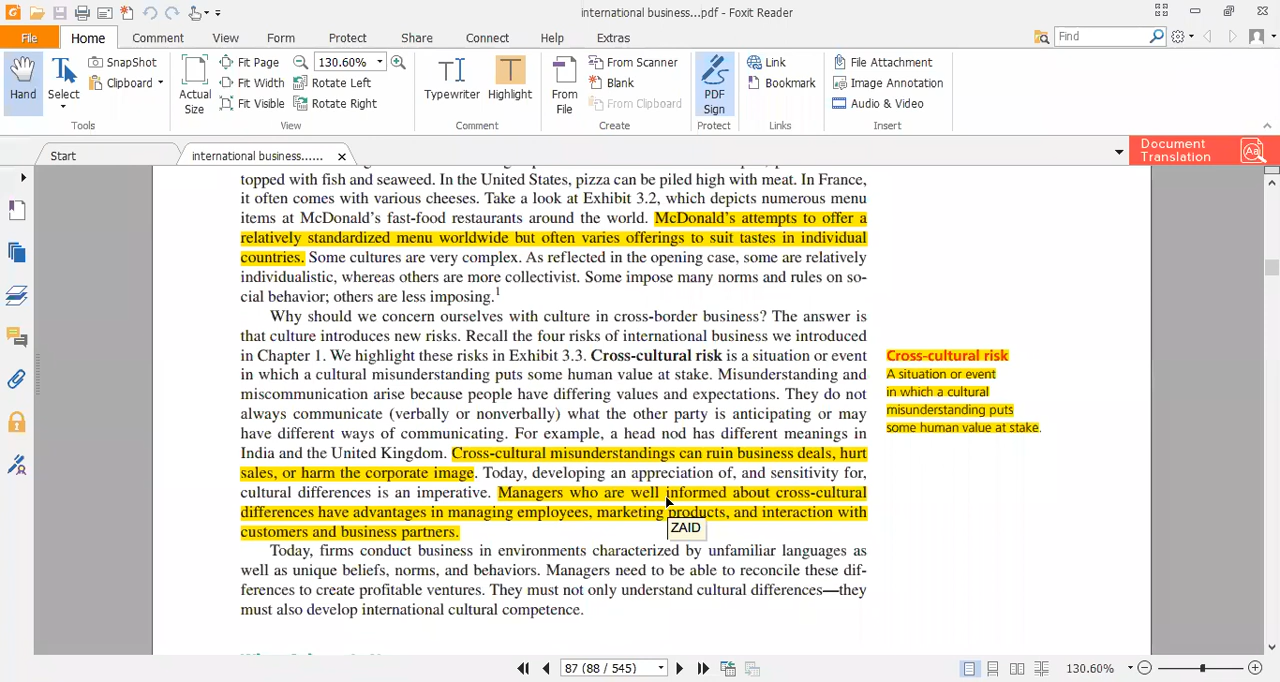 international business...pdf - Foxit Reader
File Home Comment View Form Protect Share Connect Help Extras
Find
Hand
Select
SnapShot
Clipboard
Actual Size
Fit Page
Fit Width
Fit Visible
130.60%
Rotate Left
Rotate Right
Typewriter
Highlight
From File
From Scanner
Blank
From Clipboard
PDF Sign
Link
Bookmark
File Attachment
Image Annotation
Audio & Video
Tools View Comment Create Protect Links Insert
Start
international business......
Document
Translation
topped with fish and seaweed. In the United States, pizza can be piled high with meat. In France,
it often comes with various cheeses. Take a look at Exhibit 3.2, which depicts numerous menu
items at McDonald's fast-food restaurants around the world. McDonald's attempts to offer a
relatively standardized menu worldwide but often varies offerings to suit tastes in individual
countries. Some cultures are very complex. As reflected in the opening case, some are relatively
individualistic, whereas others are more collectivist. Some impose many norms and rules on so-
cial behavior; others are less imposing.1
Why should we concern ourselves with culture in cross-border business? The answer is
that culture introduces new risks. Recall the four risks of international business we introduced
in Chapter 1. We highlight these risks in Exhibit 3.3. Cross-cultural risk is a situation or event
in which a cultural misunderstanding puts some human value at stake. Misunderstanding and
miscommunication arise because people have differing values and expectations. They do not
always communicate (verbally or nonverbally) what the other party is anticipating or may
have different ways of communicating. For example, a head nod has different meanings in
India and the United Kingdom. Cross-cultural misunderstandings can ruin business deals, hurt
sales, or harm the corporate image. Today, developing an appreciation of, and sensitivity for,
cultural differences is an imperative. Managers who are well informed about cross-cultural
differences have advantages in managing employees, marketing products, and interaction with
customers and business partners.
ZAID
Today, firms conduct business in environments characterized by unfamiliar languages as
well as unique beliefs, norms, and behaviors. Managers need to be able to reconcile these dif-
ferences to create profitable ventures. They must not only understand cultural differences—they
must also develop international cultural competence.
Cross-cultural risk
A situation or event
in which a cultural
misunderstanding puts
some human value at stake.
87 (88 / 545)
130.60%